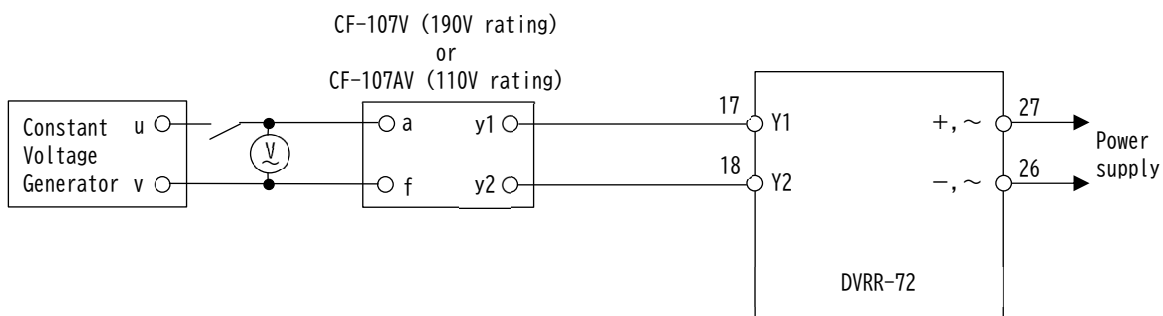 CF-107V (190V rating)
or
CF-107AV (110V rating)
Constant
Voltage
Generator
u
v
V
~
a
f
y1
y2
17
18
Y1
Y2
+,~
-,~
27
26
Power
supply
DVRR-72